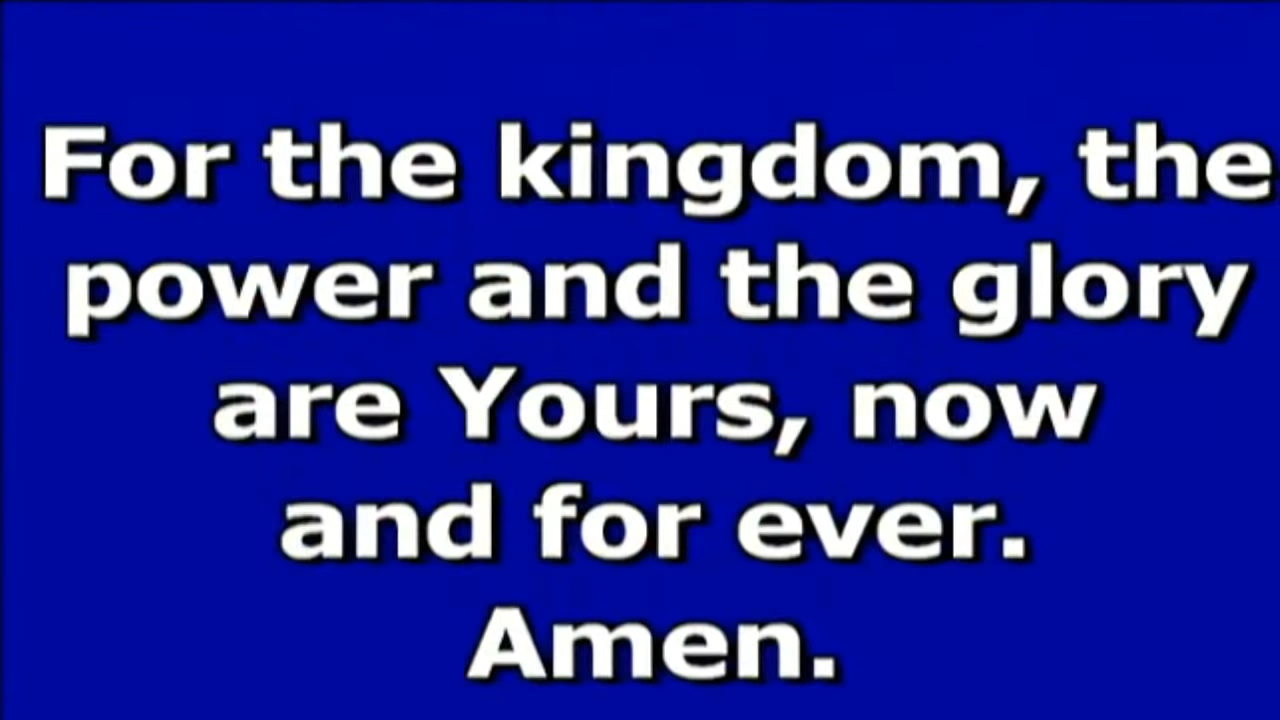 For the kingdom, the
power and the glory
are Yours, now
and for ever.
Amen.